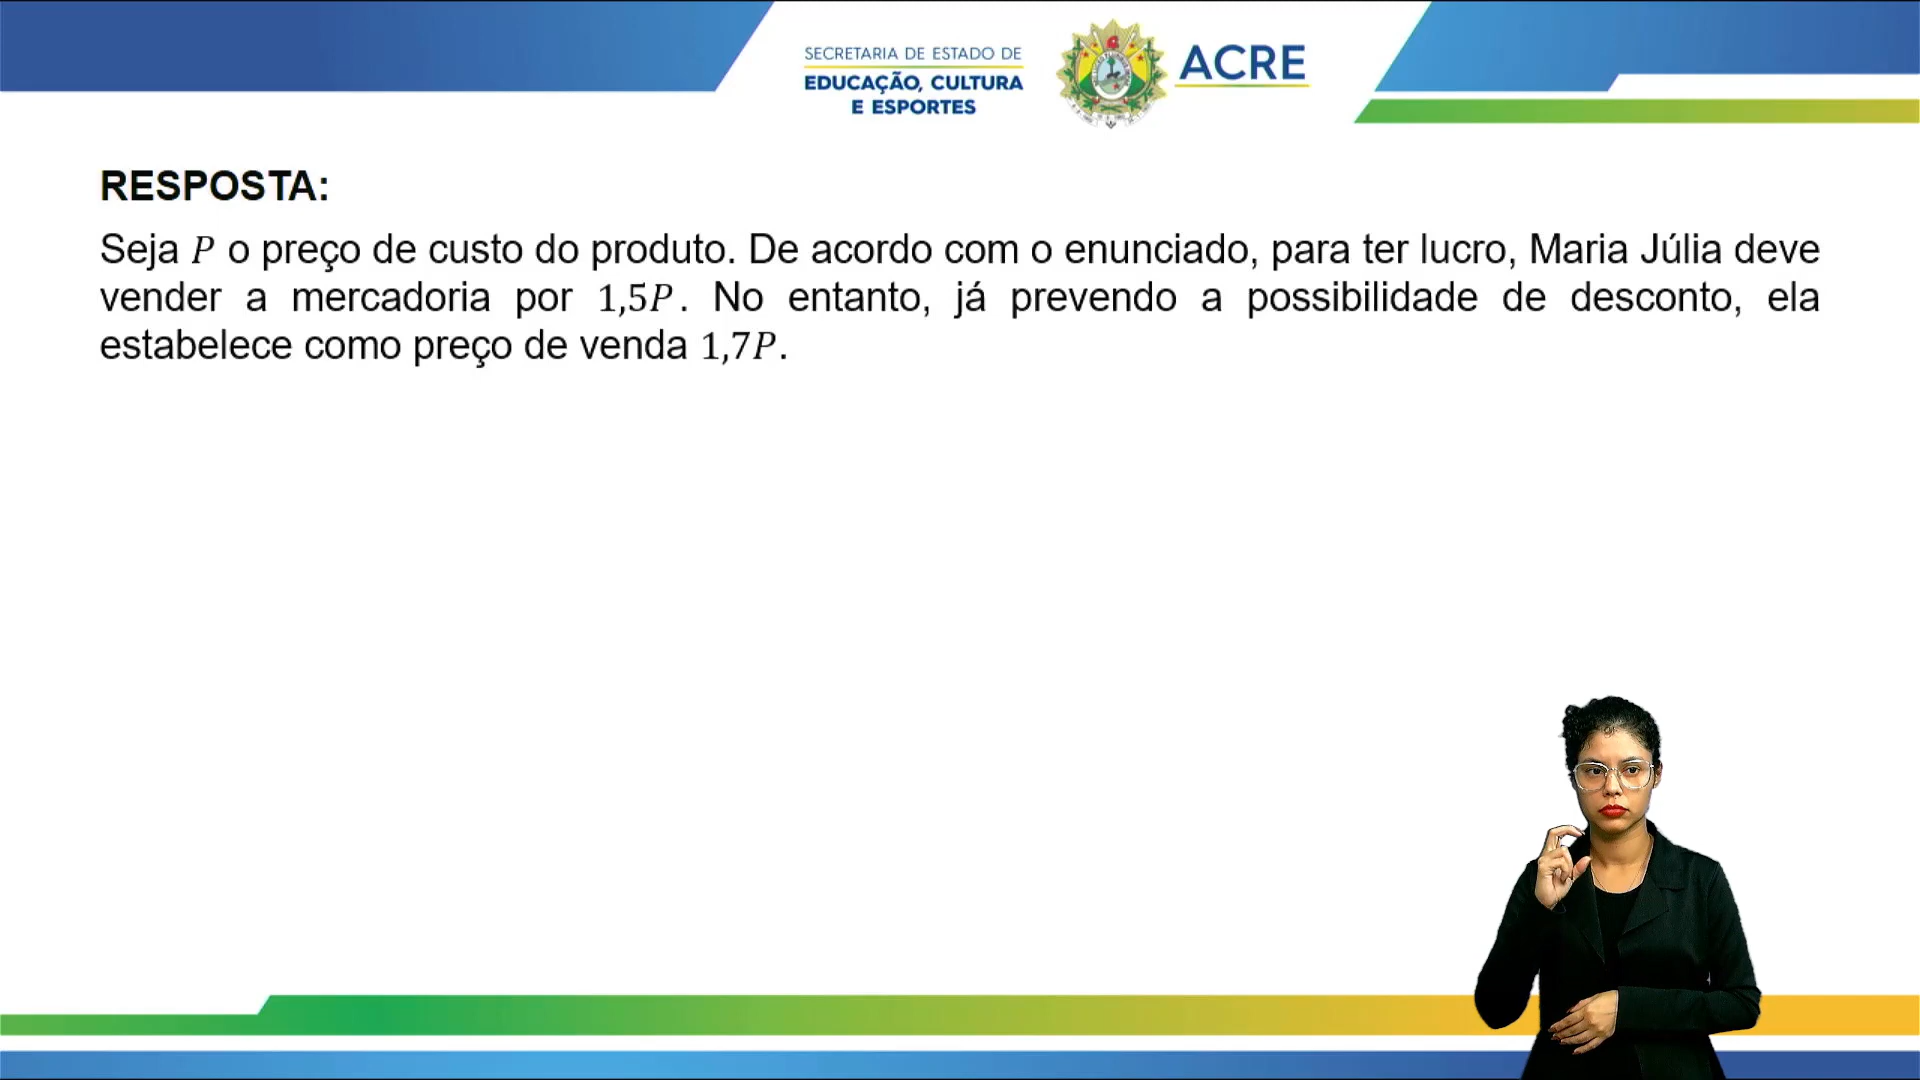 SECRETARIA DE ESTADO DE
EDUCAÇÃO, CULTURA
E ESPORTES
ACRE
RESPOSTA:
Seja P o preço de custo do produto. De acordo com o enunciado, para ter lucro, Maria Júlia deve
vender a mercadoria por 1,5P. No entanto, já prevendo a possibilidade de desconto, ela
estabelece como preço de venda 1,7P.